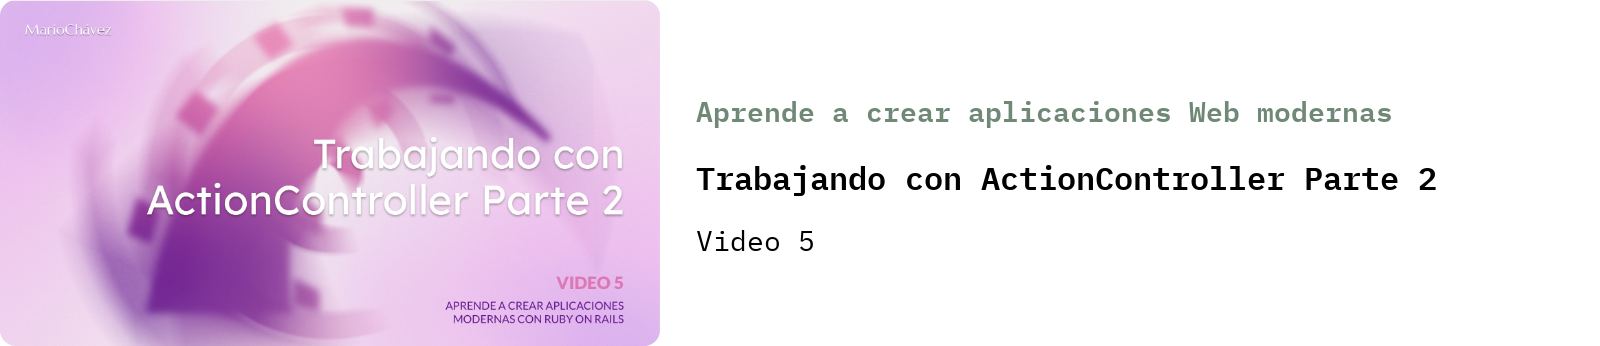 MarioChávez
Trabajando con
ActionController Parte 2
VIDEO 5
APRENDE A CREAR APLICACIONES
MODERNAS CON RUBY ON RAILS
Aprende a crear aplicaciones Web modernas
Trabajando con ActionController Parte 2
Video 5